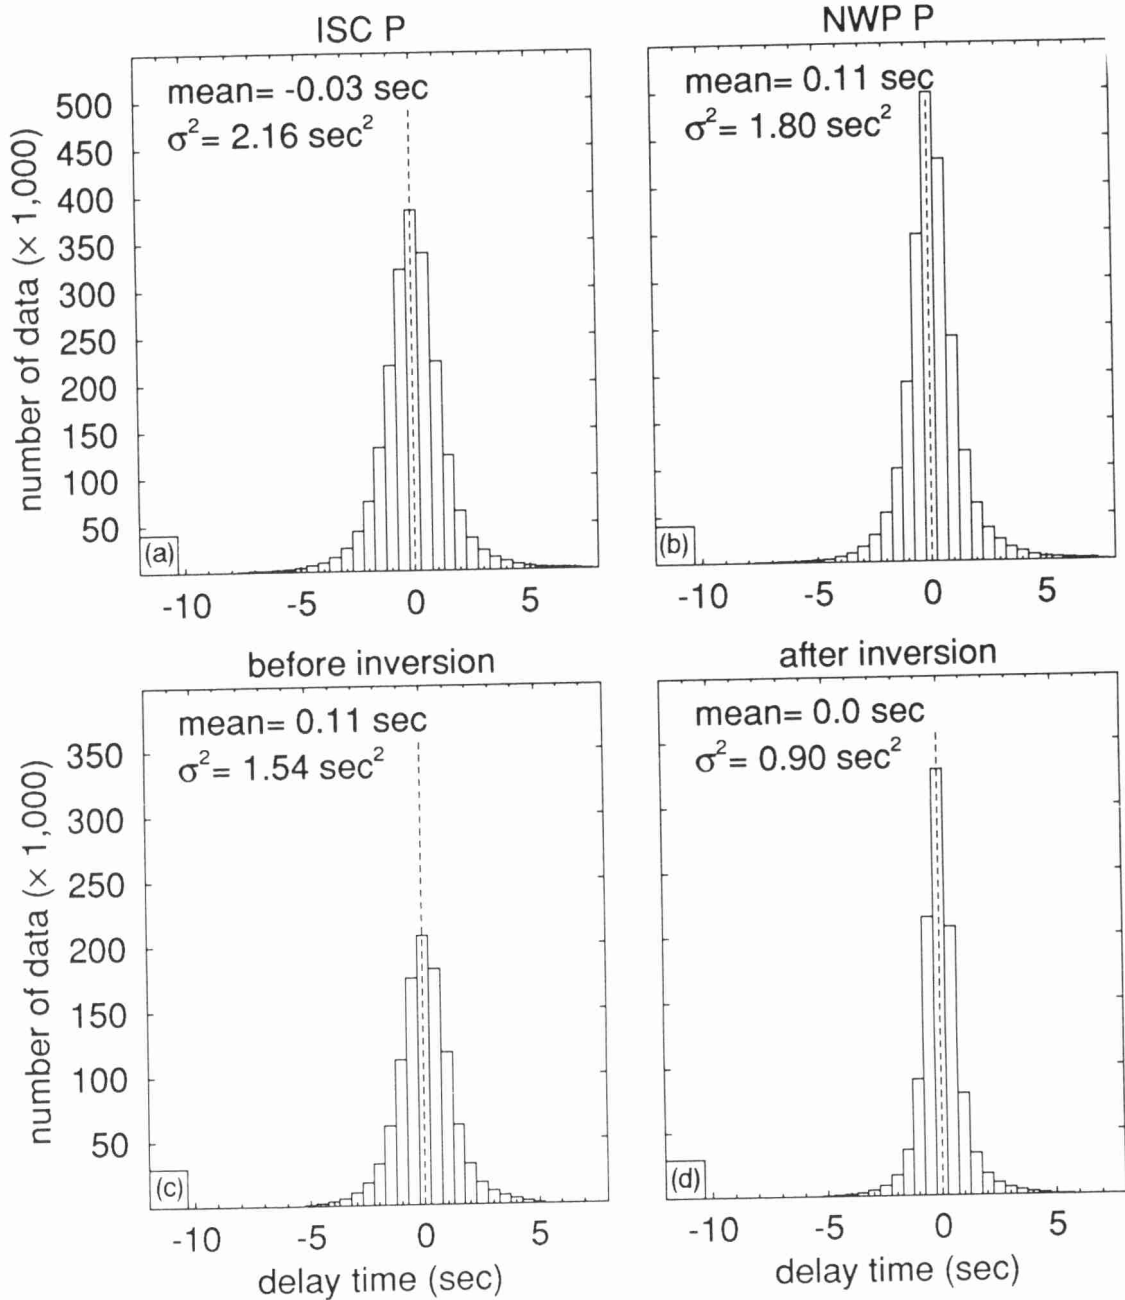 ISC P
mean= -0.03 sec
σ²= 2.16 sec²
500
450
400
350
300
250
200
150
100
50
number of data (× 1,000)
(a)
-10 -5 0 5
NWP P
mean= 0.11 sec
σ²= 1.80 sec²
(b)
-10 -5 0 5
before inversion
mean= 0.11 sec
σ²= 1.54 sec²
350
300
250
200
150
100
50
number of data (× 1,000)
(c)
-10 -5 0 5
delay time (sec)
after inversion
mean= 0.0 sec
σ²= 0.90 sec²
(d)
-10 -5 0 5
delay time (sec)